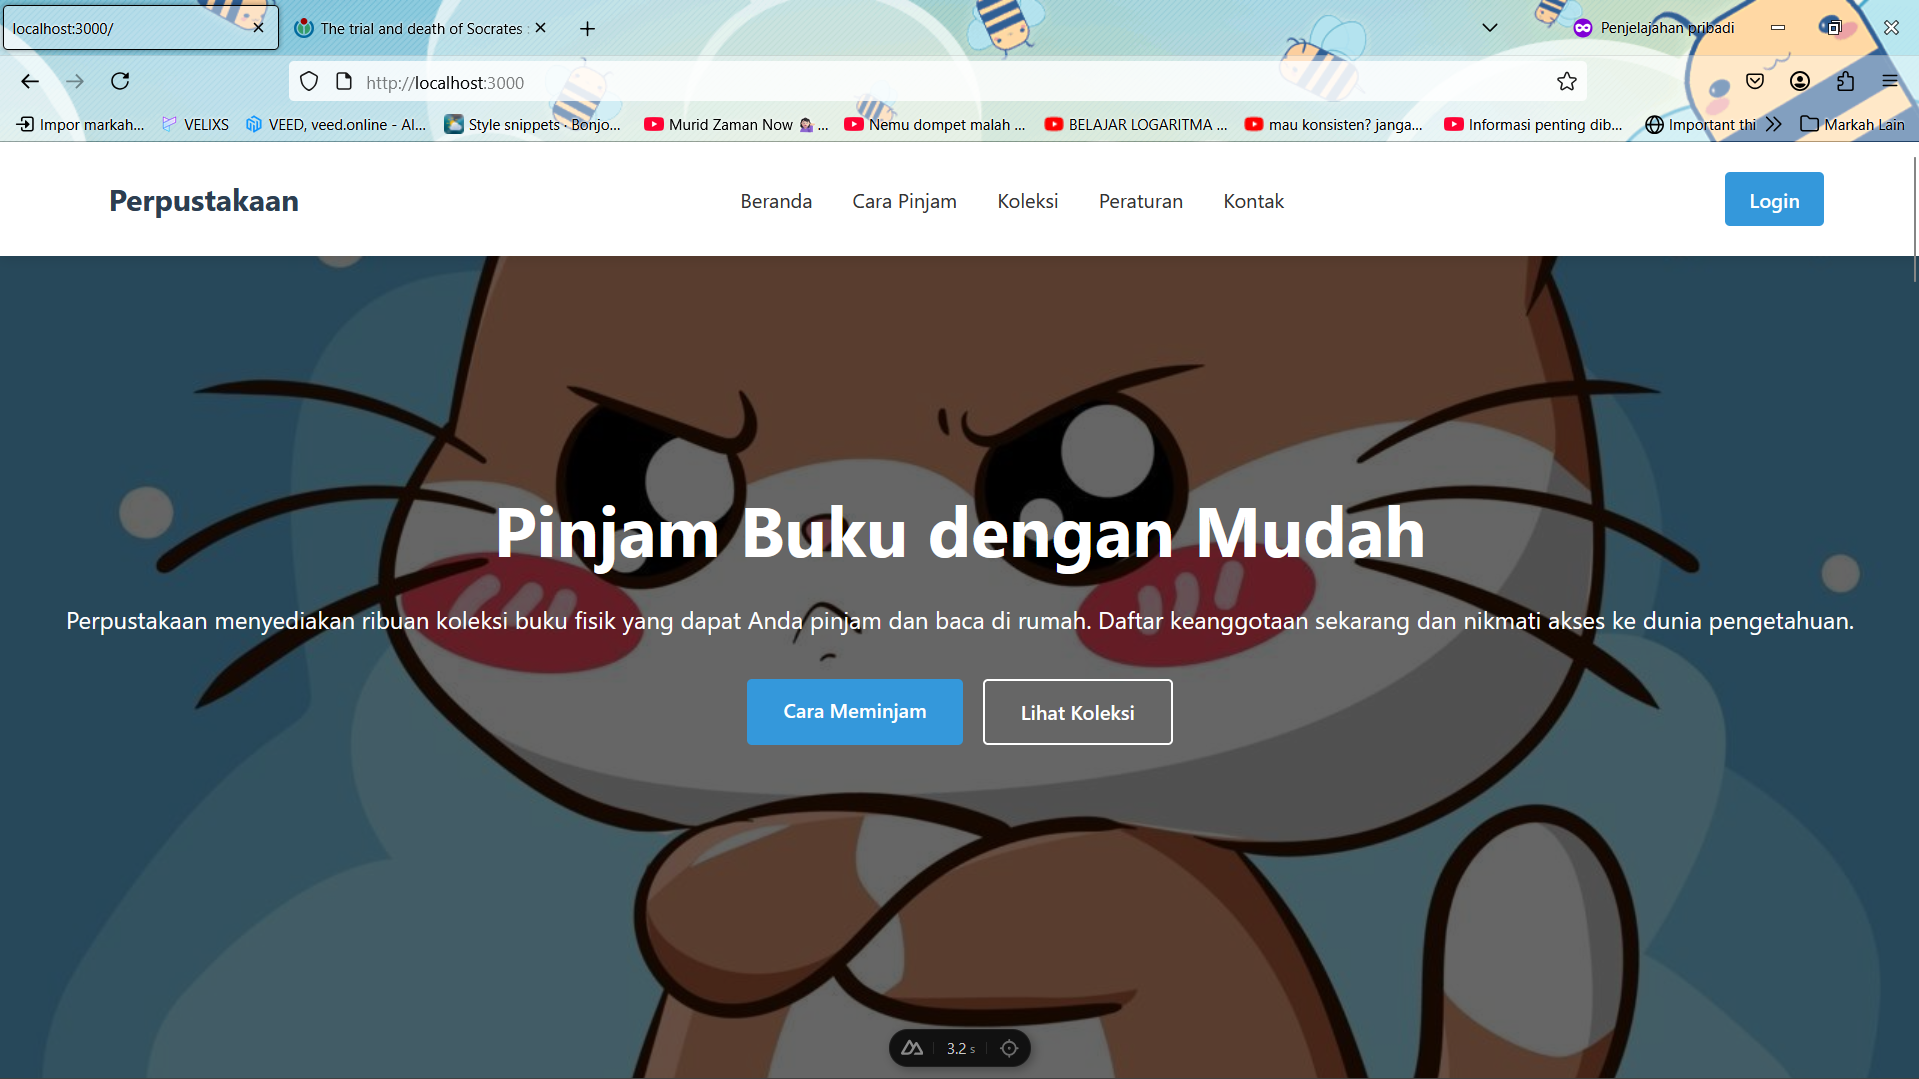 localhost:3000/
The trial and death of Socrates :
Penjelajahan pribadi
http://localhost:3000
Impor markah...
VELIXS
VEED, veed.online - AI...
Style snippets · Bonjo...
Murid Zaman Now 🙅🏻‍♀️ ...
Nemu dompet malah ...
BELAJAR LOGARITMA ...
mau konsisten? janga...
Informasi penting dib...
Important thi
Markah Lain
Perpustakaan
Beranda
Cara Pinjam
Koleksi
Peraturan
Kontak
Login
Pinjam Buku dengan Mudah
Perpustakaan menyediakan ribuan koleksi buku fisik yang dapat Anda pinjam dan baca di rumah. Daftar keanggotaan sekarang dan nikmati akses ke dunia pengetahuan.
Cara Meminjam
Lihat Koleksi
3.2 s